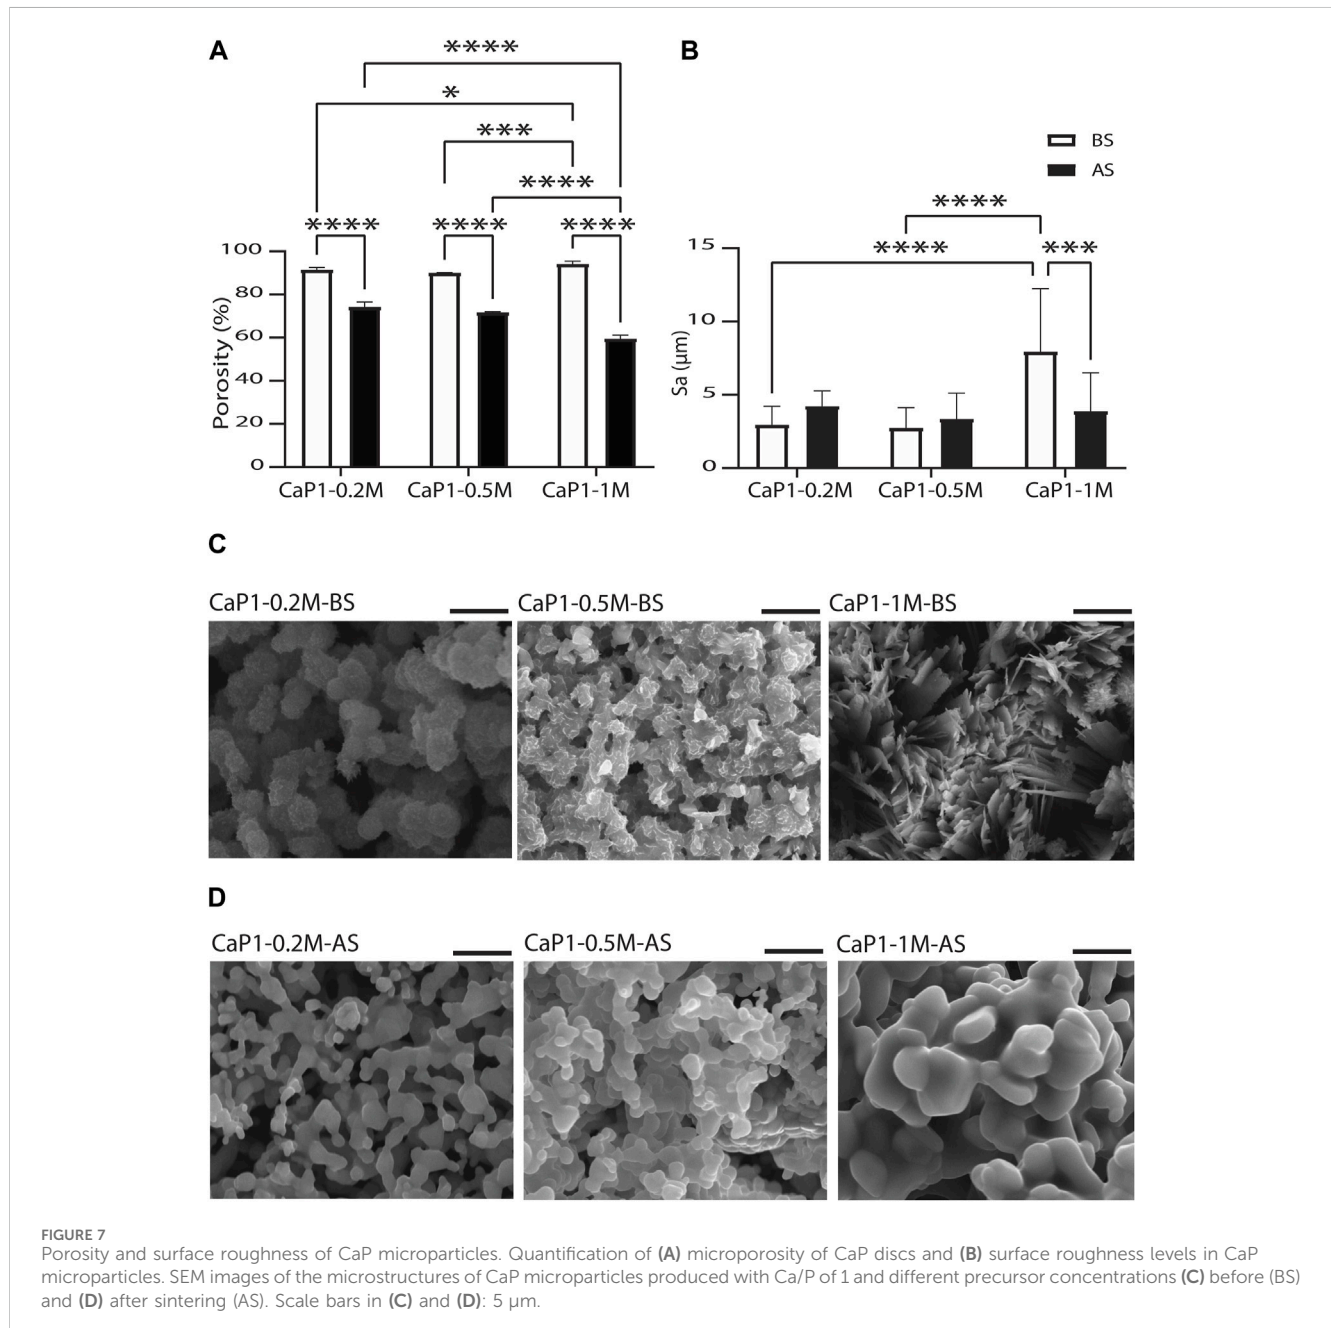 A
B
****
*
***
****
****
****
****
BS
AS
****
****
***
100
80
60
40
20
0
Porosity (%)
CaP1-0.2M
CaP1-0.5M
CaP1-1M
15
10
5
0
Sa (µm)
CaP1-0.2M
CaP1-0.5M
CaP1-1M
C
CaP1-0.2M-BS
CaP1-0.5M-BS
CaP1-1M-BS
D
CaP1-0.2M-AS
CaP1-0.5M-AS
CaP1-1M-AS
FIGURE 7
Porosity and surface roughness of CaP microparticles. Quantification of (A) microporosity of CaP discs and (B) surface roughness levels in CaP
microparticles. SEM images of the microstructures of CaP microparticles produced with Ca/P of 1 and different precursor concentrations (C) before (BS)
and (D) after sintering (AS). Scale bars in (C) and (D): 5 µm.